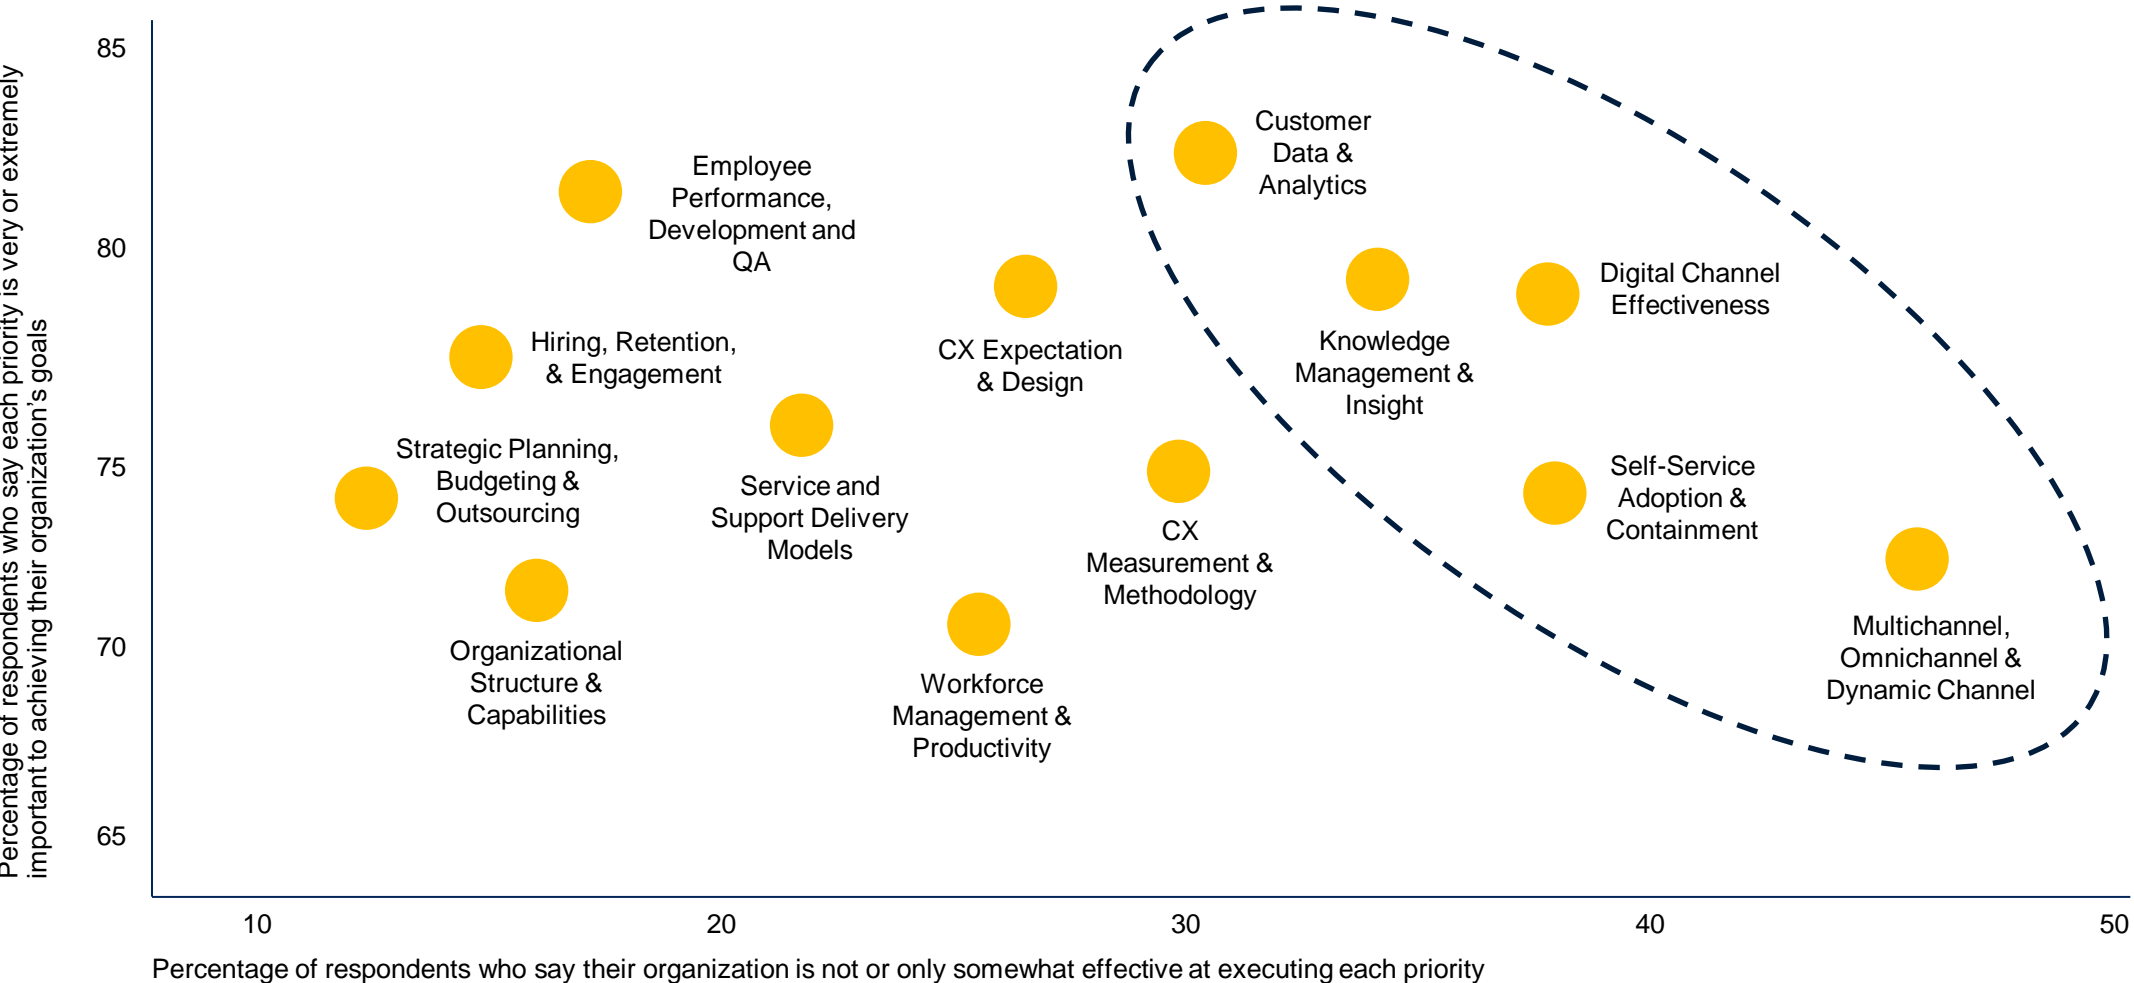 Percentage of respondents who say each priority is very or extremely
important to achieving their organization's goals
85
80
75
70
65
Customer
Data &
Analytics
Employee
Performance,
Development and
QA
Digital Channel
Effectiveness
Hiring, Retention,
& Engagement
CX Expectation
& Design
Knowledge
Management &
Insight
Strategic Planning,
Budgeting &
Outsourcing
Service and
Support Delivery
Models
Self-Service
Adoption &
Containment
CX
Measurement &
Methodology
Organizational
Structure &
Capabilities
Workforce
Management &
Productivity
Multichannel,
Omnichannel &
Dynamic Channel
10
20
30
40
50
Percentage of respondents who say their organization is not or only somewhat effective at executing each priority